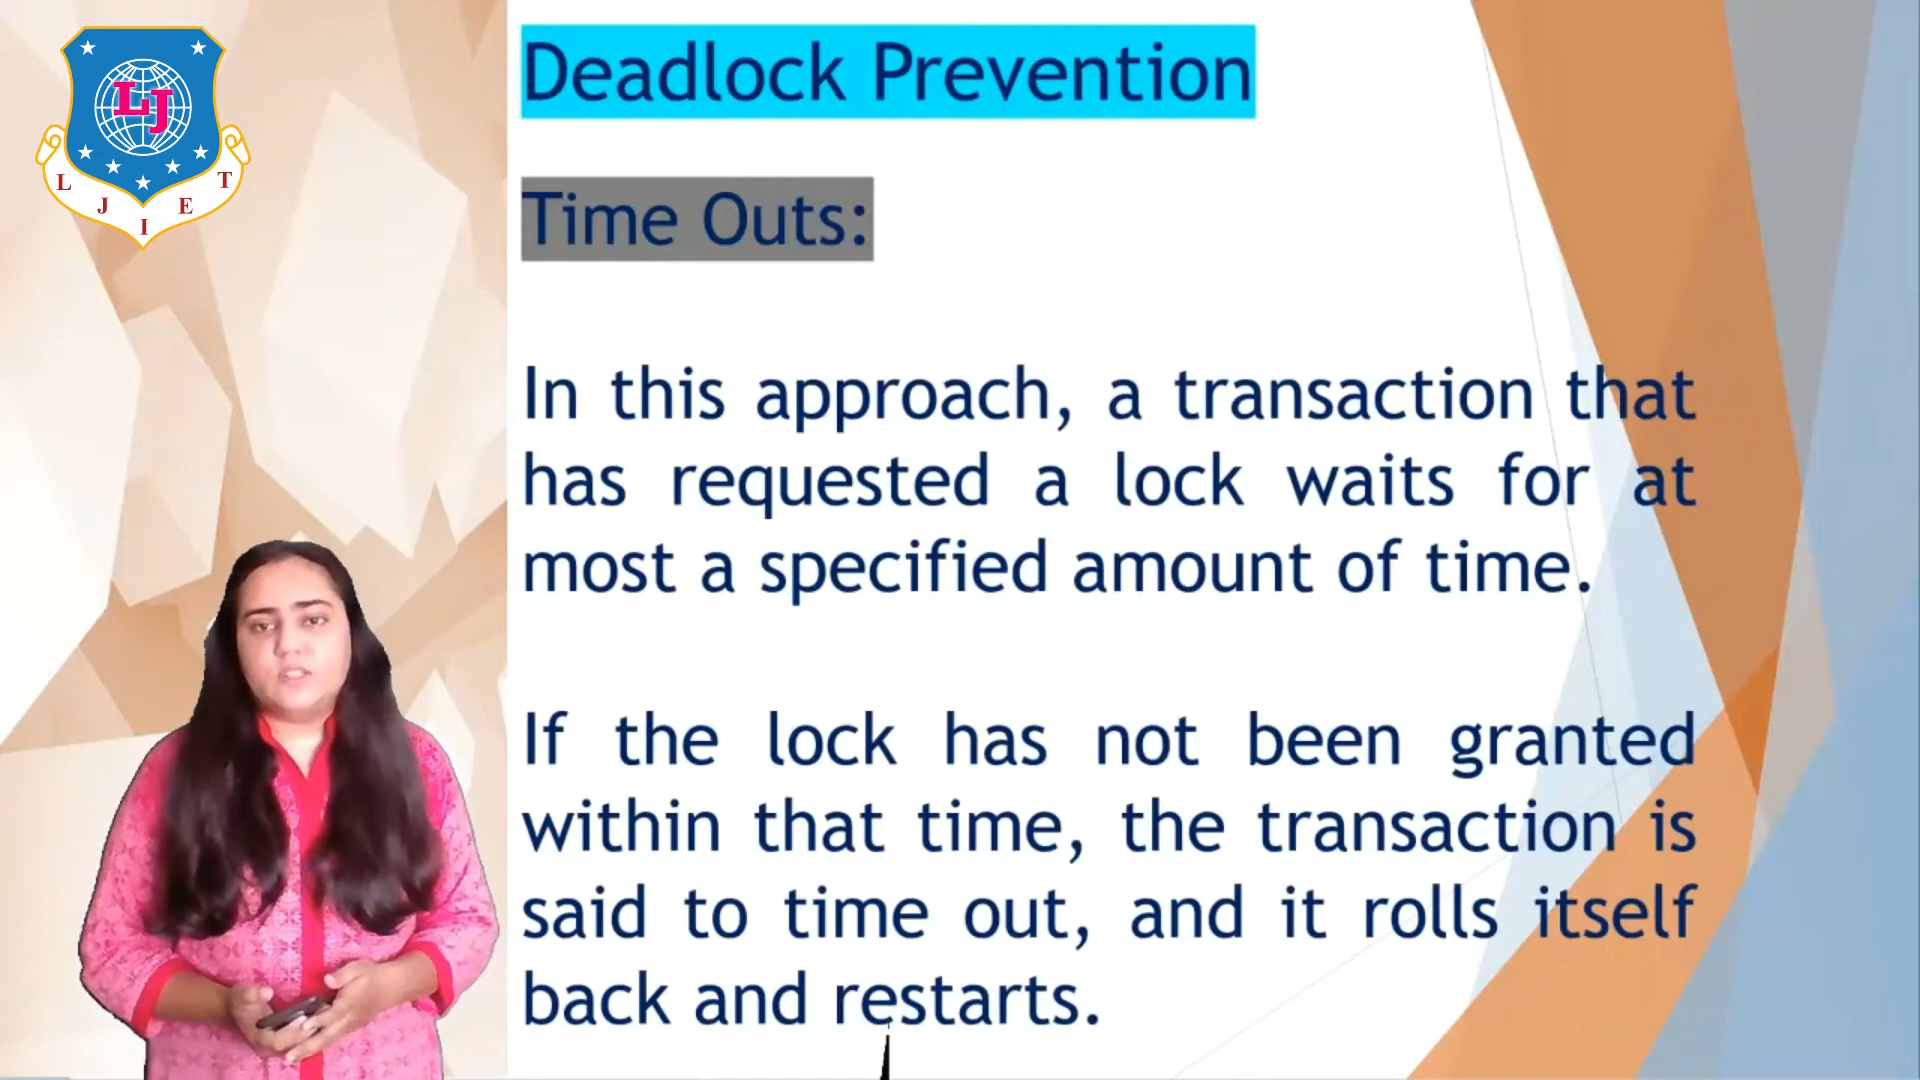 LJ
L J I E T
Deadlock Prevention
Time Outs:
In this approach, a transaction that
has requested a lock waits for at
most a specified amount of time.
If the lock has not been granted
within that time, the transaction is
said to time out, and it rolls itself
back and restarts.